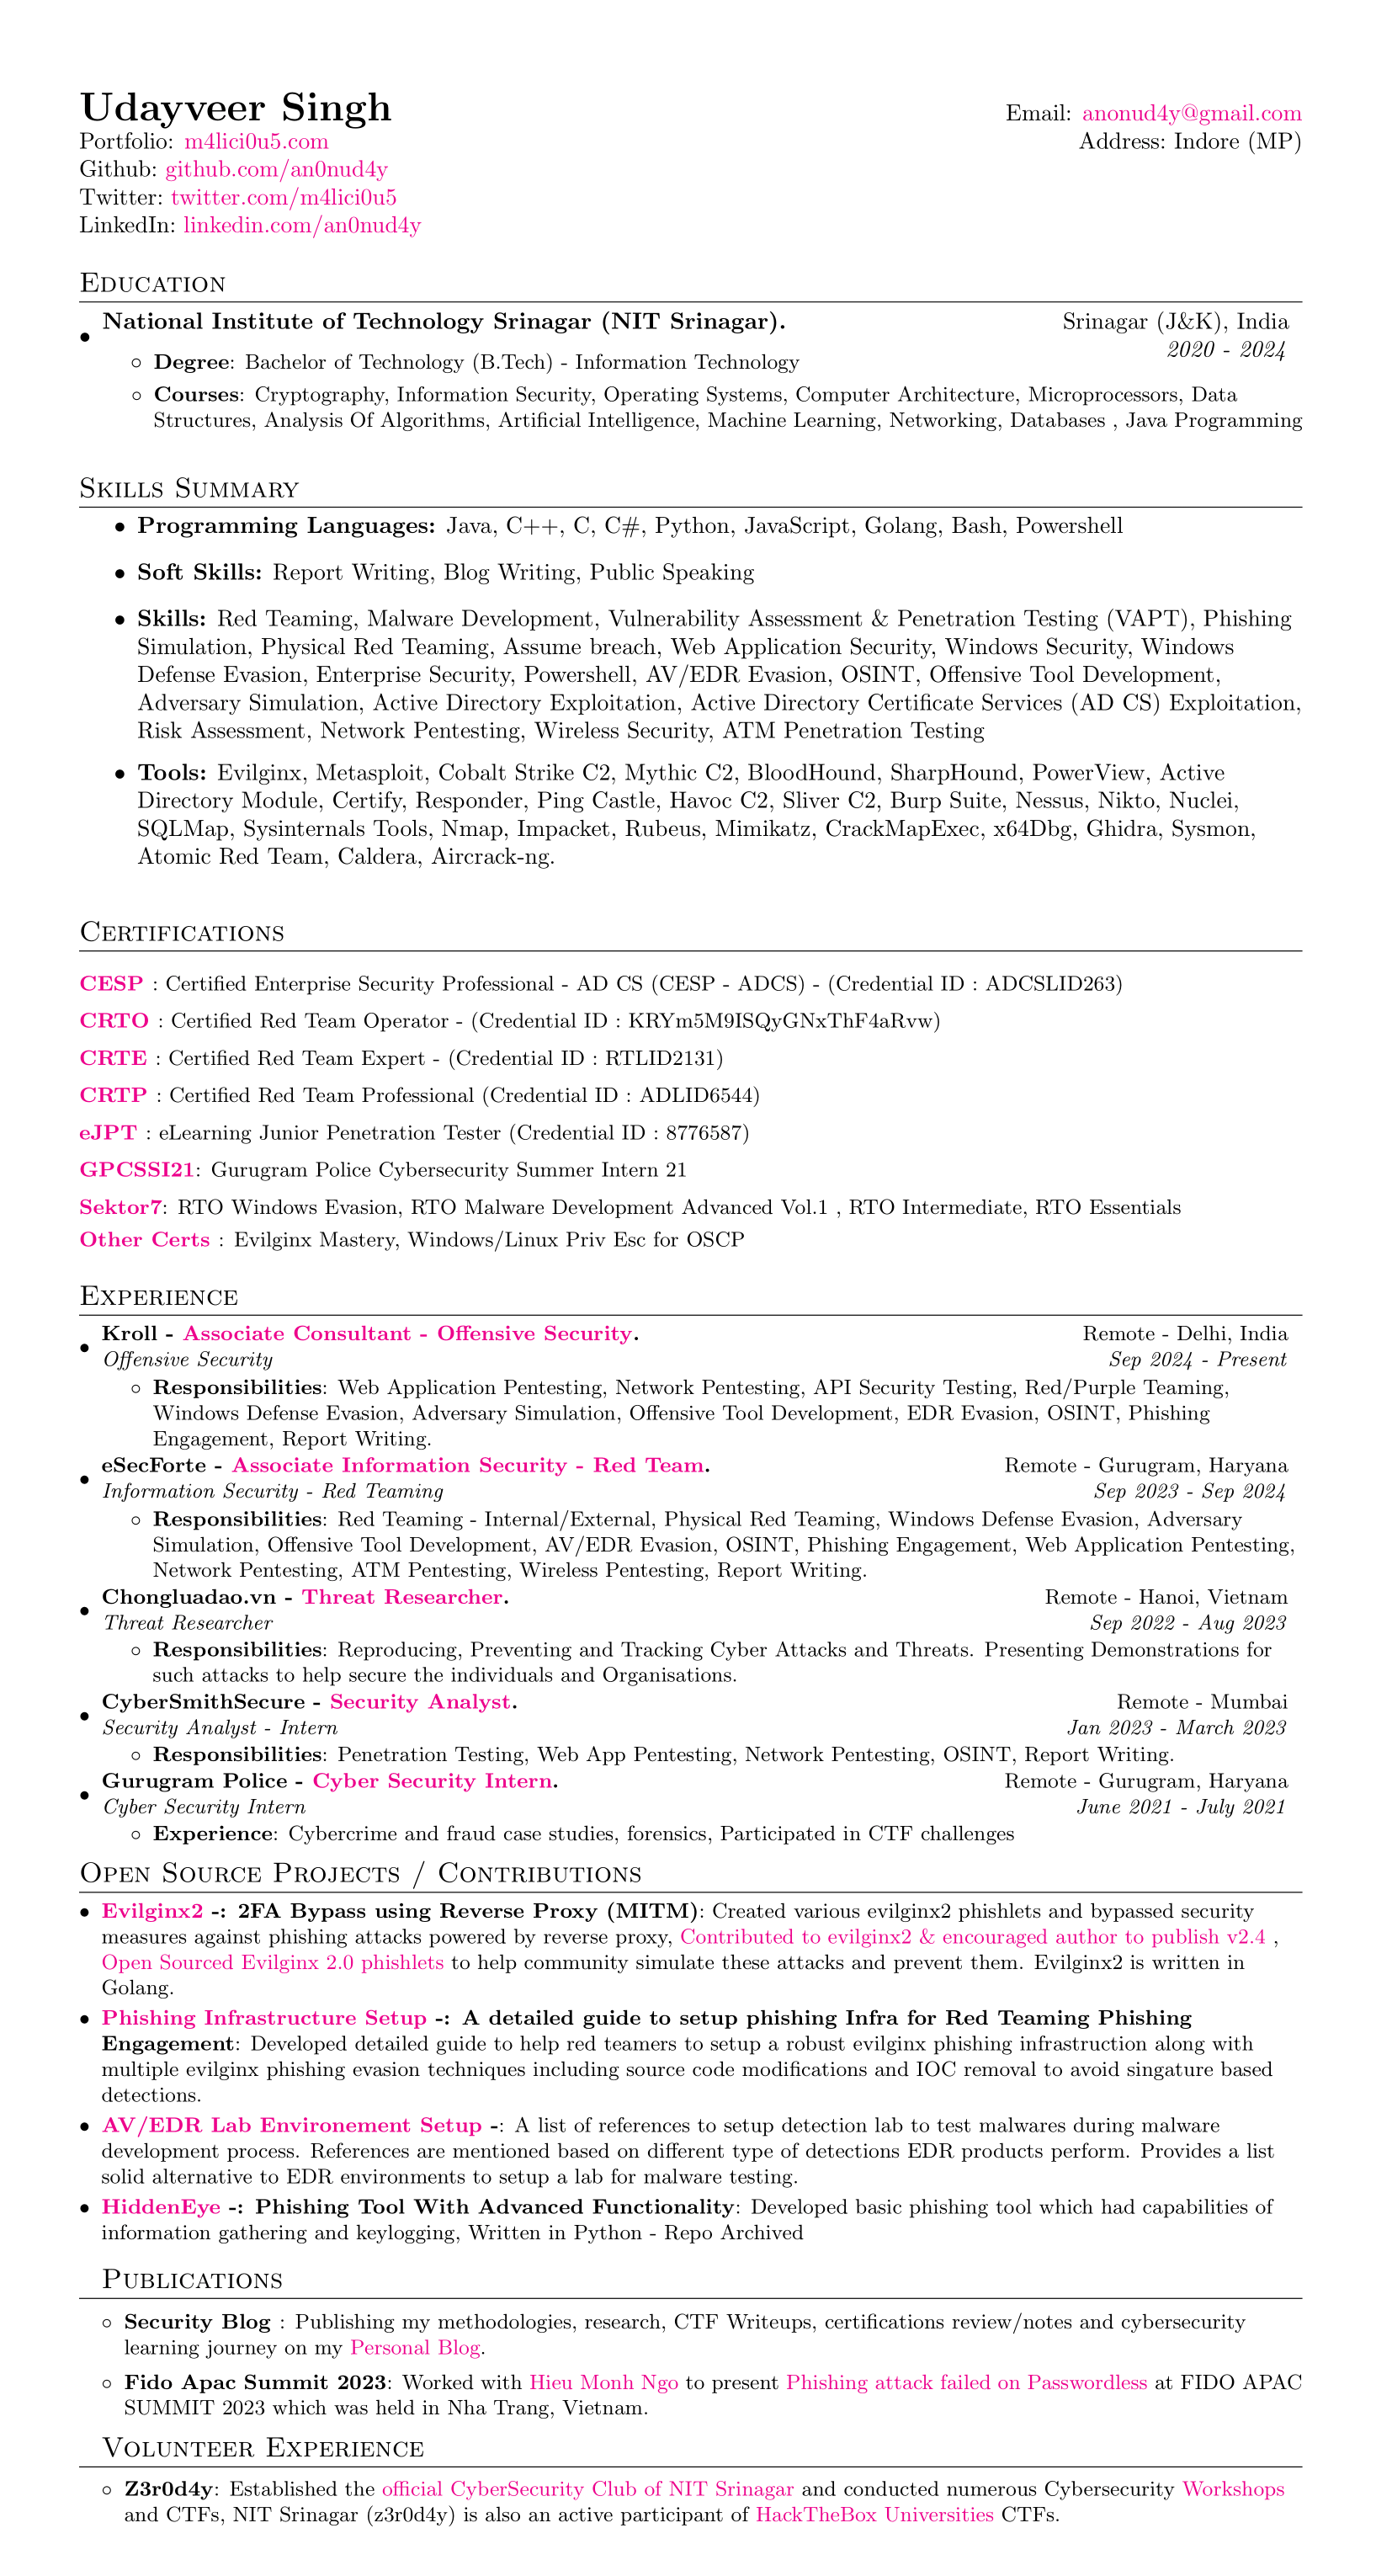 Udayveer Singh
Email: anonud4y@gmail.com
Portfolio: m4lici0u5.com
Address: Indore (MP)
Github: github.com/an0nud4y
Twitter: twitter.com/m4lici0u5
LinkedIn: linkedin.com/an0nud4y
Education
• National Institute of Technology Srinagar (NIT Srinagar). Srinagar (J&K), India
2020 - 2024
◦ Degree: Bachelor of Technology (B.Tech) - Information Technology
◦ Courses: Cryptography, Information Security, Operating Systems, Computer Architecture, Microprocessors, Data
Structures, Analysis Of Algorithms, Artificial Intelligence, Machine Learning, Networking, Databases , Java Programming
Skills Summary
• Programming Languages: Java, C++, C, C#, Python, JavaScript, Golang, Bash, Powershell
• Soft Skills: Report Writing, Blog Writing, Public Speaking
• Skills: Red Teaming, Malware Development, Vulnerability Assessment & Penetration Testing (VAPT), Phishing
Simulation, Physical Red Teaming, Assume breach, Web Application Security, Windows Security, Windows
Defense Evasion, Enterprise Security, Powershell, AV/EDR Evasion, OSINT, Offensive Tool Development,
Adversary Simulation, Active Directory Exploitation, Active Directory Certificate Services (AD CS) Exploitation,
Risk Assessment, Network Pentesting, Wireless Security, ATM Penetration Testing
• Tools: Evilginx, Metasploit, Cobalt Strike C2, Mythic C2, BloodHound, SharpHound, PowerView, Active
Directory Module, Certify, Responder, Ping Castle, Havoc C2, Sliver C2, Burp Suite, Nessus, Nikto, Nuclei,
SQLMap, Sysinternals Tools, Nmap, Impacket, Rubeus, Mimikatz, CrackMapExec, x64Dbg, Ghidra, Sysmon,
Atomic Red Team, Caldera, Aircrack-ng.
Certifications
CESP : Certified Enterprise Security Professional - AD CS (CESP - ADCS) - (Credential ID : ADCSLID263)
CRTO : Certified Red Team Operator - (Credential ID : KRYm5M9ISQyGNxThF4aRvw)
CRTE : Certified Red Team Expert - (Credential ID : RTLID2131)
CRTP : Certified Red Team Professional (Credential ID : ADLID6544)
eJPT : eLearning Junior Penetration Tester (Credential ID : 8776587)
GPCSSI21: Gurugram Police Cybersecurity Summer Intern 21
Sektor7: RTO Windows Evasion, RTO Malware Development Advanced Vol.1 , RTO Intermediate, RTO Essentials
Other Certs : Evilginx Mastery, Windows/Linux Priv Esc for OSCP
Experience
• Kroll - Associate Consultant - Offensive Security. Remote - Delhi, India
Offensive Security Sep 2024 - Present
◦ Responsibilities: Web Application Pentesting, Network Pentesting, API Security Testing, Red/Purple Teaming,
Windows Defense Evasion, Adversary Simulation, Offensive Tool Development, EDR Evasion, OSINT, Phishing
Engagement, Report Writing.
• eSecForte - Associate Information Security - Red Team. Remote - Gurugram, Haryana
Information Security - Red Teaming Sep 2023 - Sep 2024
◦ Responsibilities: Red Teaming - Internal/External, Physical Red Teaming, Windows Defense Evasion, Adversary
Simulation, Offensive Tool Development, AV/EDR Evasion, OSINT, Phishing Engagement, Web Application Pentesting,
Network Pentesting, ATM Pentesting, Wireless Pentesting, Report Writing.
• Chongluadao.vn - Threat Researcher. Remote - Hanoi, Vietnam
Threat Researcher Sep 2022 - Aug 2023
◦ Responsibilities: Reproducing, Preventing and Tracking Cyber Attacks and Threats. Presenting Demonstrations for
such attacks to help secure the individuals and Organisations.
• CyberSmithSecure - Security Analyst. Remote - Mumbai
Security Analyst - Intern Jan 2023 - March 2023
◦ Responsibilities: Penetration Testing, Web App Pentesting, Network Pentesting, OSINT, Report Writing.
• Gurugram Police - Cyber Security Intern. Remote - Gurugram, Haryana
Cyber Security Intern June 2021 - July 2021
◦ Experience: Cybercrime and fraud case studies, forensics, Participated in CTF challenges
Open Source Projects / Contributions
• Evilginx2 -: 2FA Bypass using Reverse Proxy (MITM): Created various evilginx2 phishlets and bypassed security
measures against phishing attacks powered by reverse proxy, Contributed to evilginx2 & encouraged author to publish v2.4 ,
Open Sourced Evilginx 2.0 phishlets to help community simulate these attacks and prevent them. Evilginx2 is written in
Golang.
• Phishing Infrastructure Setup -: A detailed guide to setup phishing Infra for Red Teaming Phishing
Engagement: Developed detailed guide to help red teamers to setup a robust evilginx phishing infrastruction along with
multiple evilginx phishing evasion techniques including source code modifications and IOC removal to avoid singature based
detections.
• AV/EDR Lab Environement Setup -: A list of references to setup detection lab to test malwares during malware
development process. References are mentioned based on different type of detections EDR products perform. Provides a list
solid alternative to EDR environments to setup a lab for malware testing.
• HiddenEye -: Phishing Tool With Advanced Functionality: Developed basic phishing tool which had capabilities of
information gathering and keylogging, Written in Python - Repo Archived
Publications
◦ Security Blog : Publishing my methodologies, research, CTF Writeups, certifications review/notes and cybersecurity
learning journey on my Personal Blog.
◦ Fido Apac Summit 2023: Worked with Hieu Monh Ngo to present Phishing attack failed on Passwordless at FIDO APAC
SUMMIT 2023 which was held in Nha Trang, Vietnam.
Volunteer Experience
◦ Z3r0d4y: Established the official CyberSecurity Club of NIT Srinagar and conducted numerous Cybersecurity Workshops
and CTFs, NIT Srinagar (z3r0d4y) is also an active participant of HackTheBox Universities CTFs.